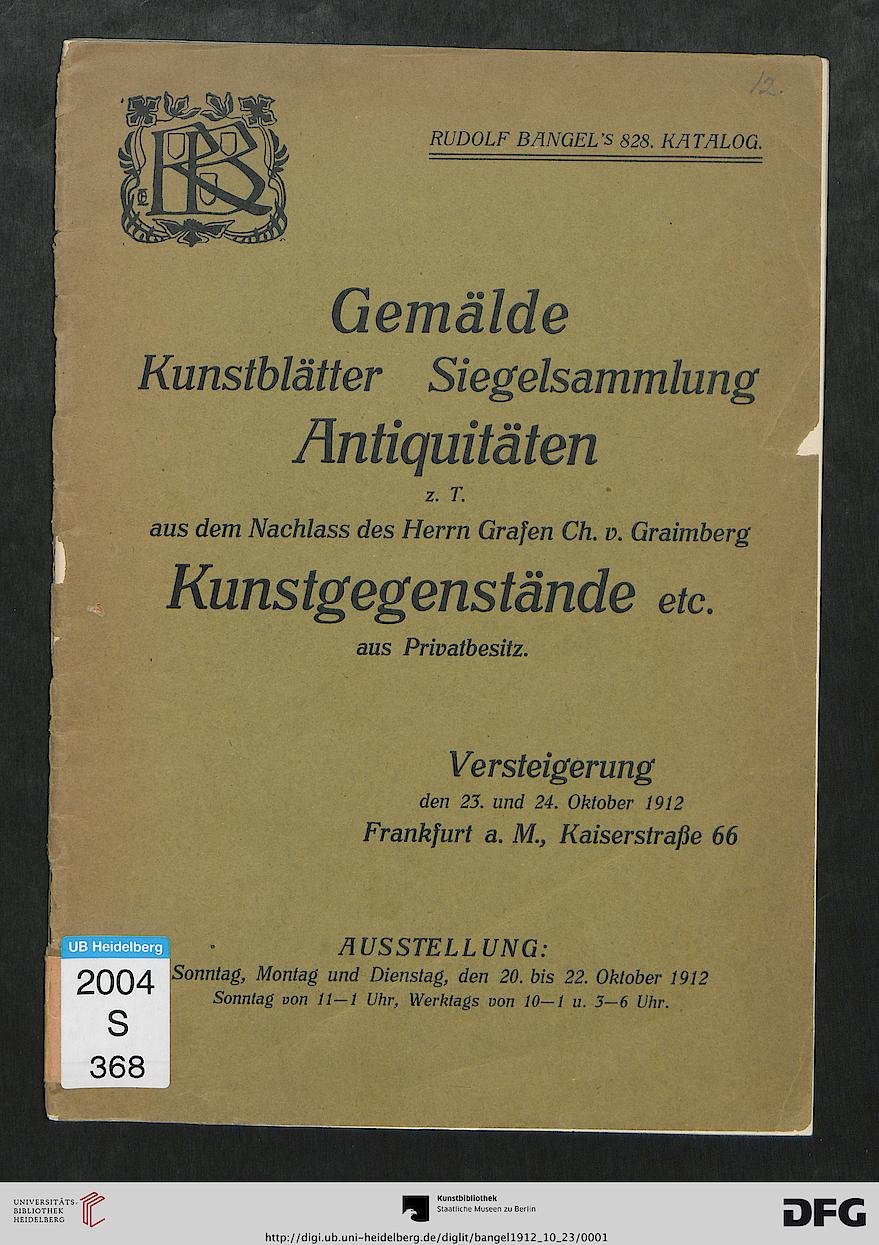 12.
RB
RUDOLF BANGEL'S 828. KATALOG.
Gemälde
Kunstblätter Siegelsammlung
Antiquitäten
z. T.
aus dem Nachlass des Herrn Grafen Ch. v. Graimberg
Kunstgegenstände etc.
aus Privatbesitz.
Versteigerung
den 23. und 24. Oktober 1912
Frankfurt a. M., Kaiserstraße 66
AUSSTELLUNG:
Sonntag, Montag und Dienstag, den 20. bis 22. Oktober 1912
Sonntag von 11—1 Uhr, Werktags von 10—1 u. 3—6 Uhr.
UB Heidelberg
2004
S
368
UNIVERSITÄTS-
BIBLIOTHEK
HEIDELBERG
Kunstbibliothek
Staatliche Museen zu Berlin
DFG
http://digi.ub.uni-heidelberg.de/diglit/bangel1912_10_23/0001